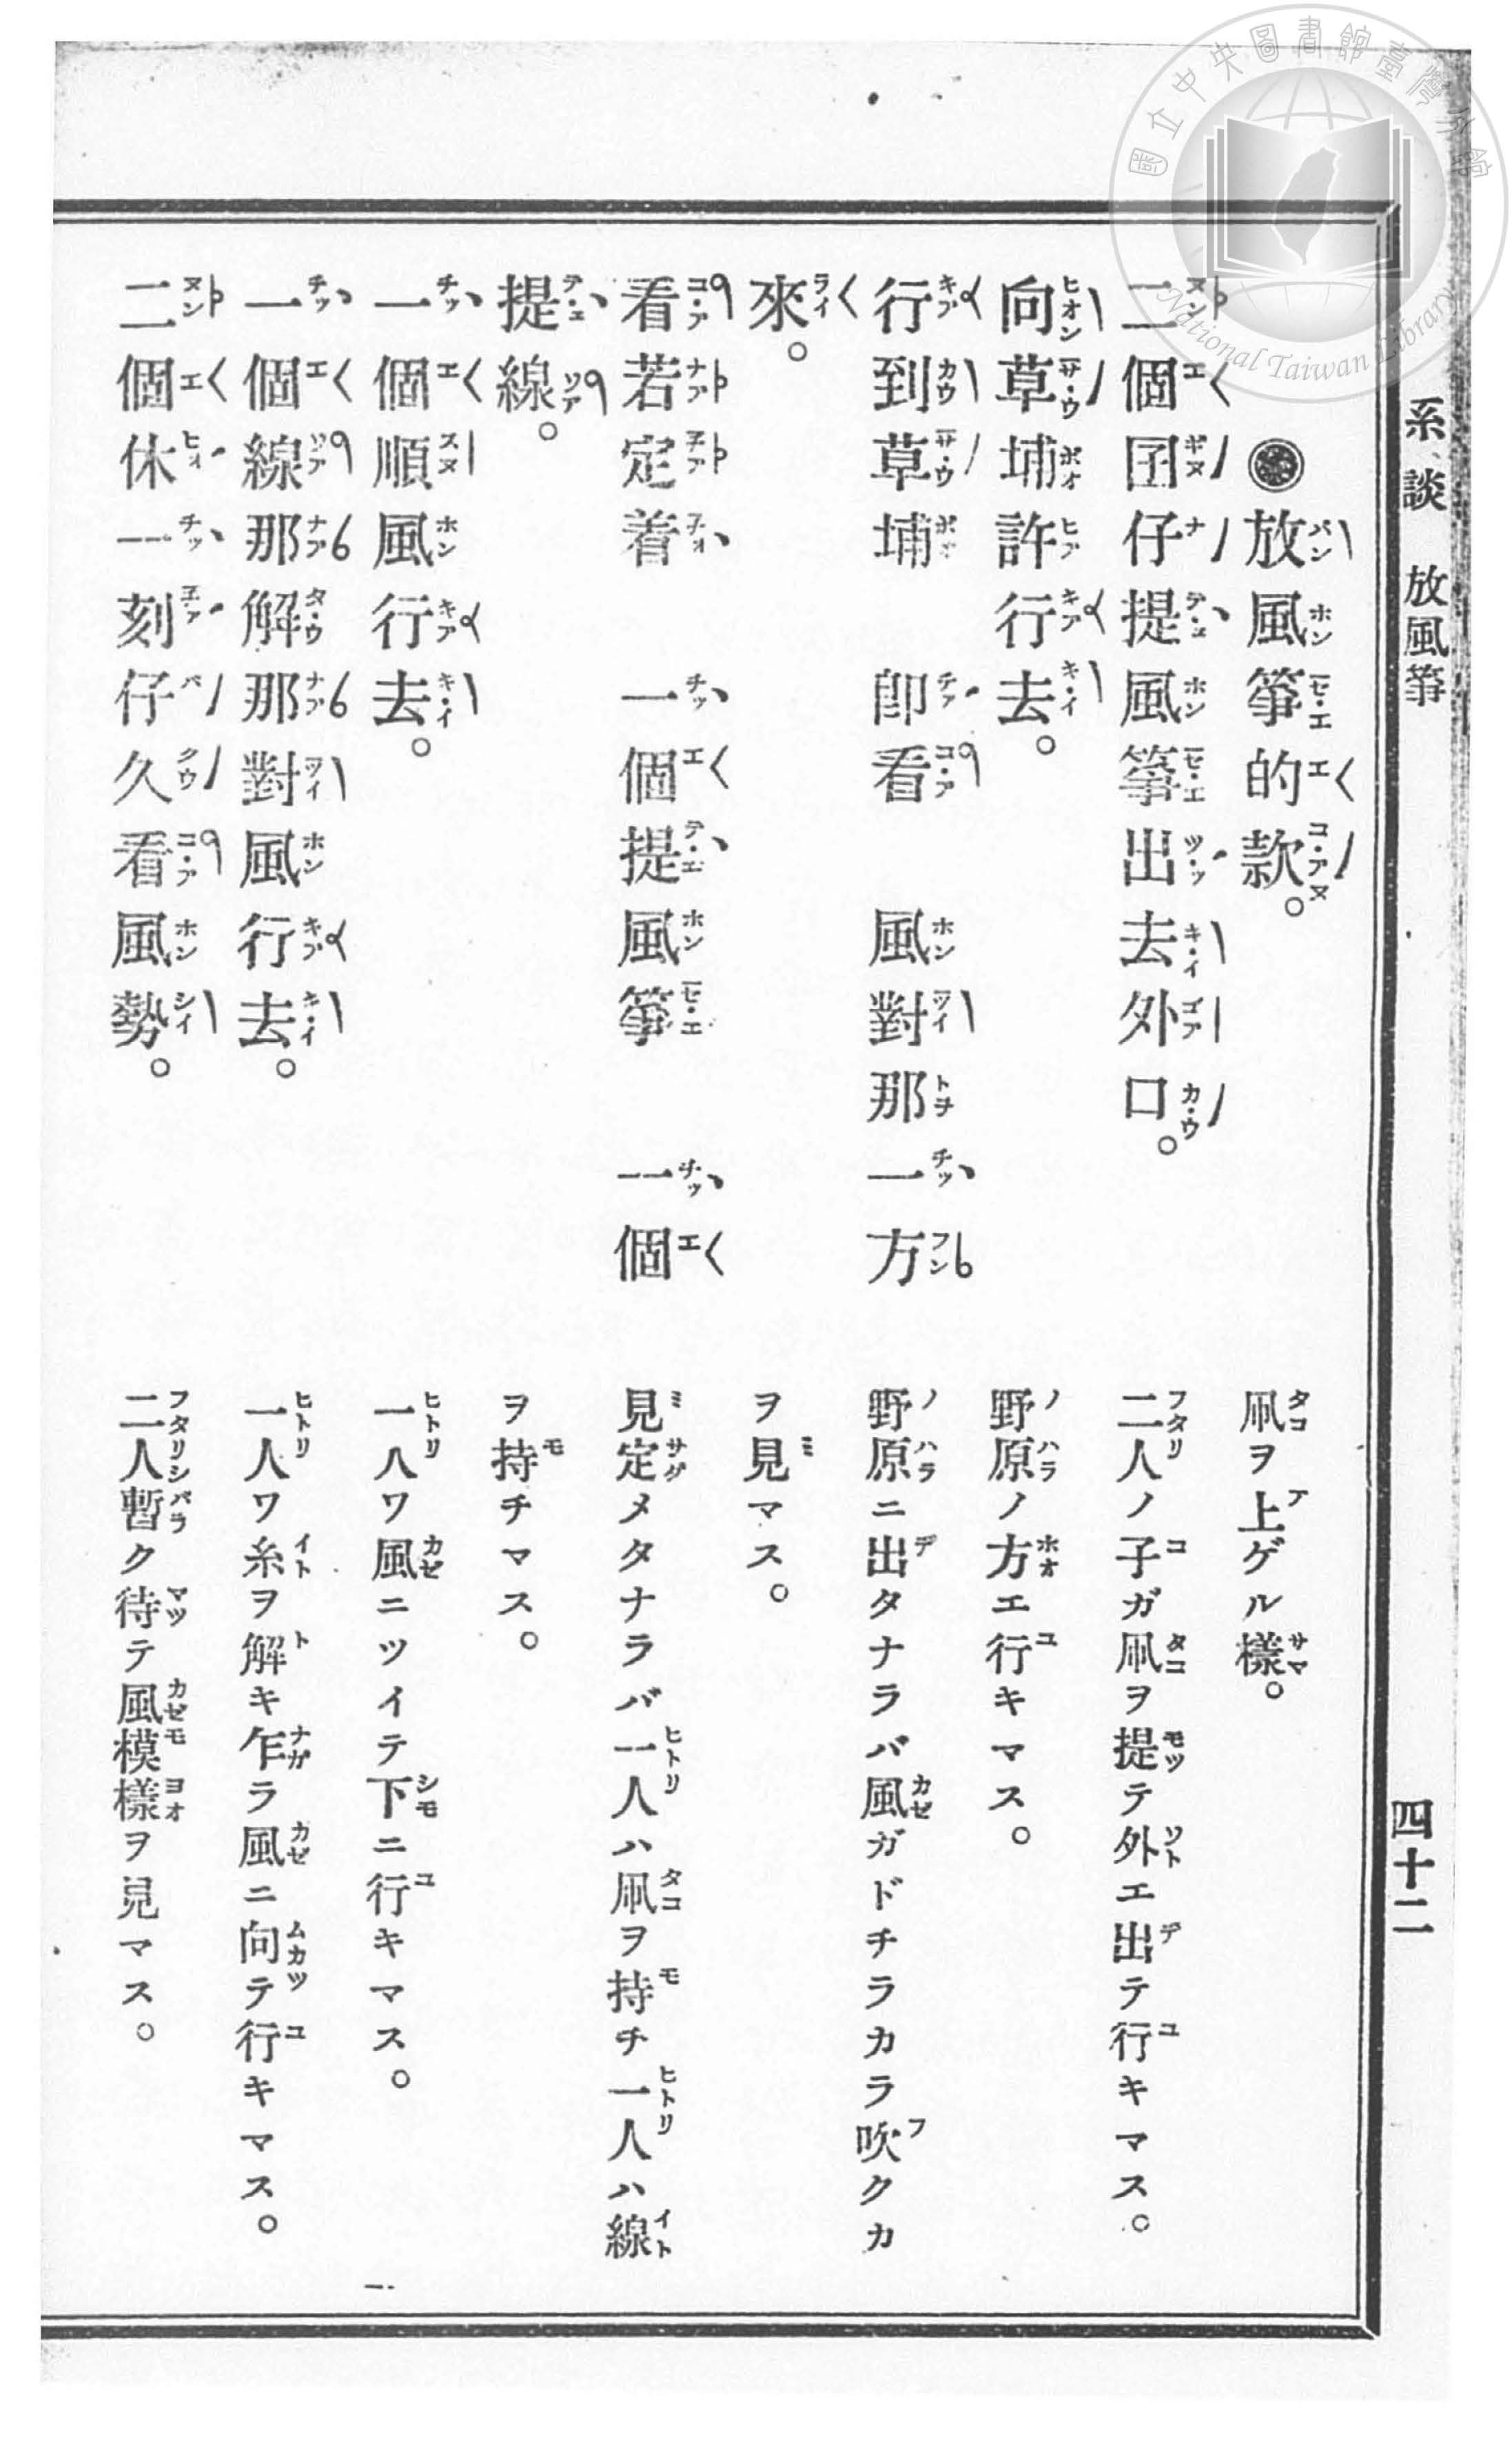 系談 放風箏
四十二
放風箏的款。
凧ヲ上ゲル樣。
二個囝仔提風箏出去外口。
二人ノ子ガ凧ヲ提テ外エ出テ行キマス。
向草埔許行去。
野原ノ方エ行キマス。
行到草埔 卽看 風對那一方
來。
野原ニ出タナラバ風ガドチラカラ吹クカ
ヲ見マス。
看若定着 一個提風箏 一個
提線。
見定メタナラバ一人ハ凧ヲ持チ一人ハ線
ヲ持チマス。
一個順風行去。
一人ワ風ニツイテ下ニ行キマス。
一個線那解那對風行去。
一人ワ糸ヲ解キ乍ラ風ニ向テ行キマス。
二個休一刻仔久看風勢。
二人暫ク待テ風模樣ヲ見マス。
國立中央圖書館臺灣分館
National Taiwan Library